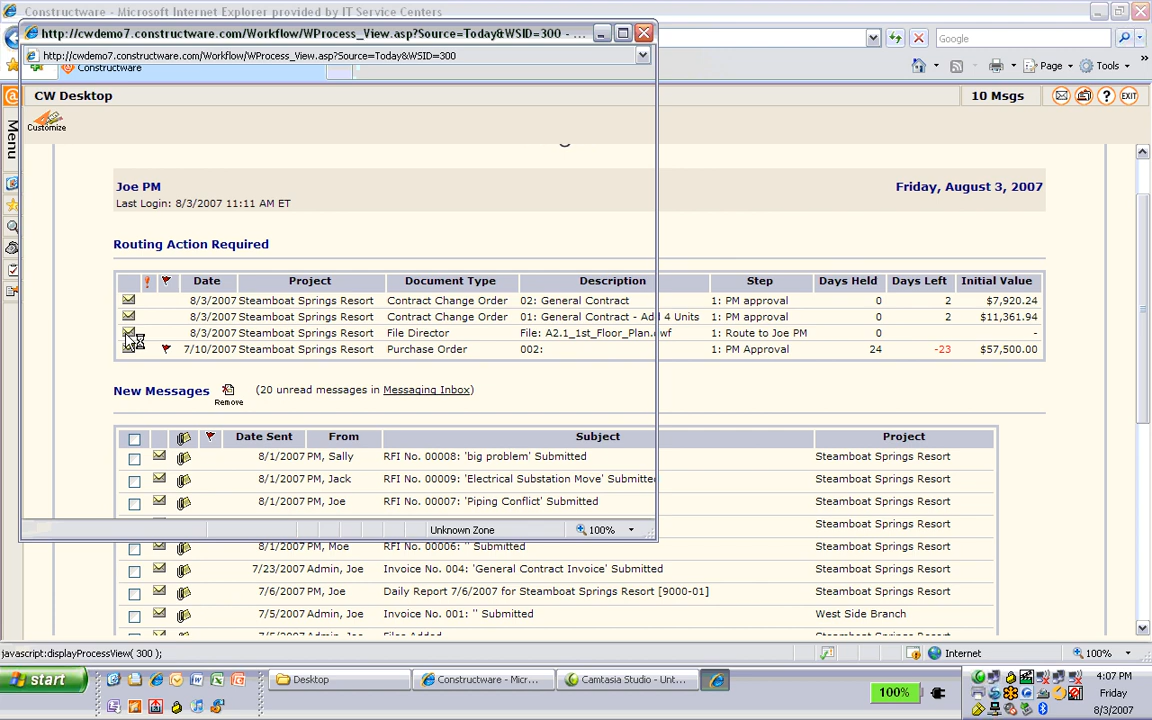 Constructware - Microsoft Internet Explorer provided by IT Service Centers
http://cwdemo7.constructware.com/Workflow/WProcess_View.asp?Source=Today&WSID=300 - ...
http://cwdemo7.constructware.com/Workflow/WProcess_View.asp?Source=Today&WSID=300
Google
Constructware
Page
Tools
CW Desktop
10 Msgs
EXIT
Customize
Menu
Joe PM
Friday, August 3, 2007
Last Login: 8/3/2007 11:11 AM ET
Routing Action Required
! Date Project Document Type Description Step Days Held Days Left Initial Value
8/3/2007 Steamboat Springs Resort Contract Change Order 02: General Contract 1: PM approval 0 2 $7,920.24
8/3/2007 Steamboat Springs Resort Contract Change Order 01: General Contract - Add 4 Units 1: PM approval 0 2 $11,361.94
8/3/2007 Steamboat Springs Resort File Director File: A2.1_1st_Floor_Plan.dwf 1: Route to Joe PM 0 -
7/10/2007 Steamboat Springs Resort Purchase Order 002: 1: PM Approval 24 -23 $57,500.00
New Messages Remove (20 unread messages in Messaging Inbox)
Date Sent From Subject Project
8/1/2007 PM, Sally RFI No. 00008: 'big problem' Submitted Steamboat Springs Resort
8/1/2007 PM, Jack RFI No. 00009: 'Electrical Substation Move' Submitted Steamboat Springs Resort
8/1/2007 PM, Joe RFI No. 00007: 'Piping Conflict' Submitted Steamboat Springs Resort
Steamboat Springs Resort
Unknown Zone 100%
8/1/2007 PM, Moe RFI No. 00006: '' Submitted Steamboat Springs Resort
7/23/2007 Admin, Joe Invoice No. 004: 'General Contract Invoice' Submitted Steamboat Springs Resort
7/6/2007 PM, Joe Daily Report 7/6/2007 for Steamboat Springs Resort [9000-01] Steamboat Springs Resort
7/5/2007 Admin, Joe Invoice No. 001: '' Submitted West Side Branch
7/5/2007 Admin, Joe Files Added Steamboat Springs Resort
javascript:displayProcessView( 300 );
Internet
100%
start
Desktop
Constructware - Micr...
Camtasia Studio - Unt...
100%
4:07 PM
Friday
8/3/2007